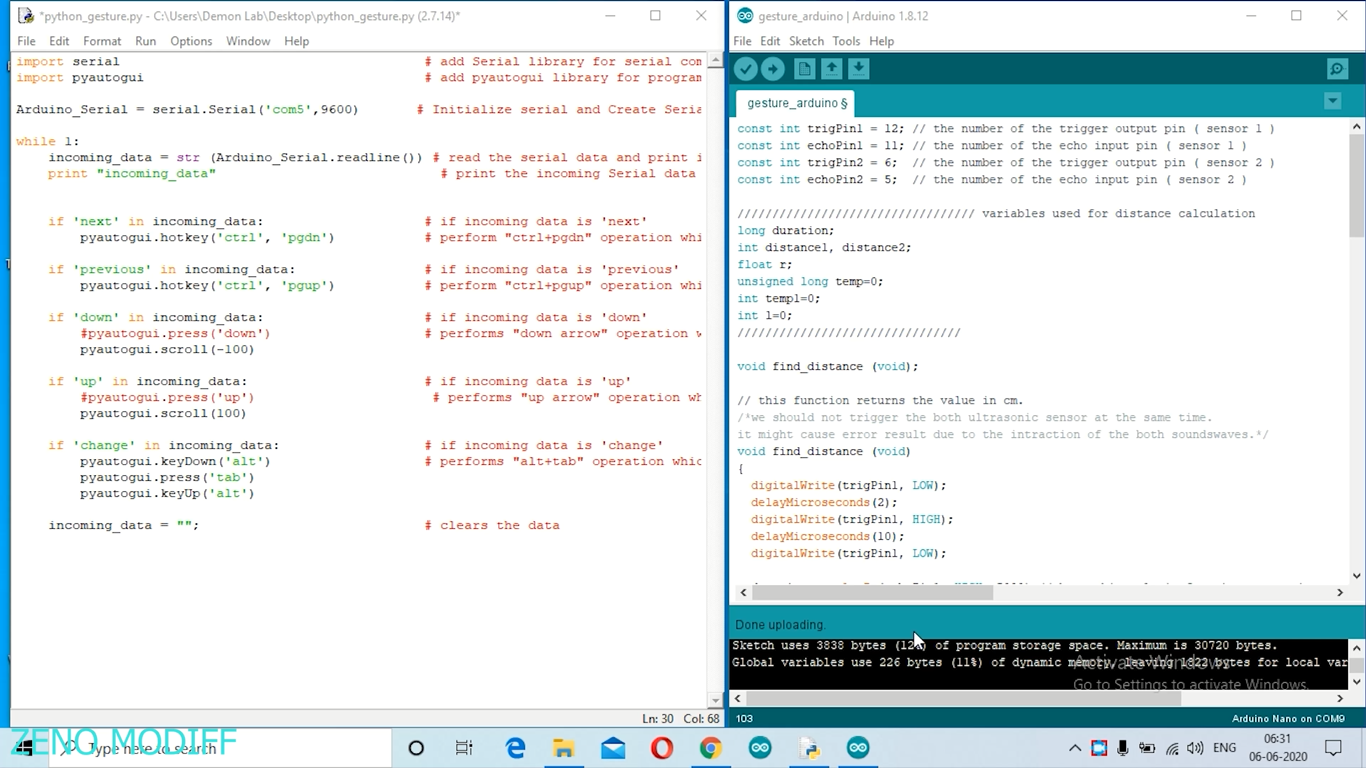 *python_gesture.py - C:\Users\Demon Lab\Desktop\python_gesture.py (2.7.14)*
File Edit Format Run Options Window Help
import serial # add Serial library for serial com
import pyautogui # add pyautogui library for program
Arduino_Serial = serial.Serial('com5',9600) # Initialize serial and Create Seria
while 1:
incoming_data = str (Arduino_Serial.readline()) # read the serial data and print i
print "incoming_data" # print the incoming Serial data
if 'next' in incoming_data: # if incoming data is 'next'
pyautogui.hotkey('ctrl', 'pgdn') # perform "ctrl+pgdn" operation whi
if 'previous' in incoming_data: # if incoming data is 'previous'
pyautogui.hotkey('ctrl', 'pgup') # perform "ctrl+pgup" operation whi
if 'down' in incoming_data: # if incoming data is 'down'
#pyautogui.press('down') # performs "down arrow" operation w
pyautogui.scroll(-100)
if 'up' in incoming_data: # if incoming data is 'up'
#pyautogui.press('up') # performs "up arrow" operation wh
pyautogui.scroll(100)
if 'change' in incoming_data: # if incoming data is 'change'
pyautogui.keyDown('alt') # performs "alt+tab" operation whic
pyautogui.press('tab')
pyautogui.keyUp('alt')
incoming_data = ""; # clears the data
Ln: 30 Col: 68
gesture_arduino | Arduino 1.8.12
File Edit Sketch Tools Help
gesture_arduino §
const int trigPin1 = 12; // the number of the trigger output pin ( sensor 1 )
const int echoPin1 = 11; // the number of the echo input pin ( sensor 1 )
const int trigPin2 = 6; // the number of the trigger output pin ( sensor 2 )
const int echoPin2 = 5; // the number of the echo input pin ( sensor 2 )
////////////////////////////////// variables used for distance calculation
long duration;
int distance1, distance2;
float r;
unsigned long temp=0;
int temp1=0;
int l=0;
////////////////////////////////
void find_distance (void);
// this function returns the value in cm.
/*we should not trigger the both ultrasonic sensor at the same time.
it might cause error result due to the intraction of the both soundswaves.*/
void find_distance (void)
{
digitalWrite(trigPin1, LOW);
delayMicroseconds(2);
digitalWrite(trigPin1, HIGH);
delayMicroseconds(10);
digitalWrite(trigPin1, LOW);
Done uploading.
Sketch uses 3838 bytes (12%) of program storage space. Maximum is 30720 bytes.
Global variables use 226 bytes (11%) of dynamic memory, leaving 1822 bytes for local var
Activate Windows
Go to Settings to activate Windows.
103 Arduino Nano on COM9
ZENO_MODIFF
Type here to search
ENG
06:31
06-06-2020